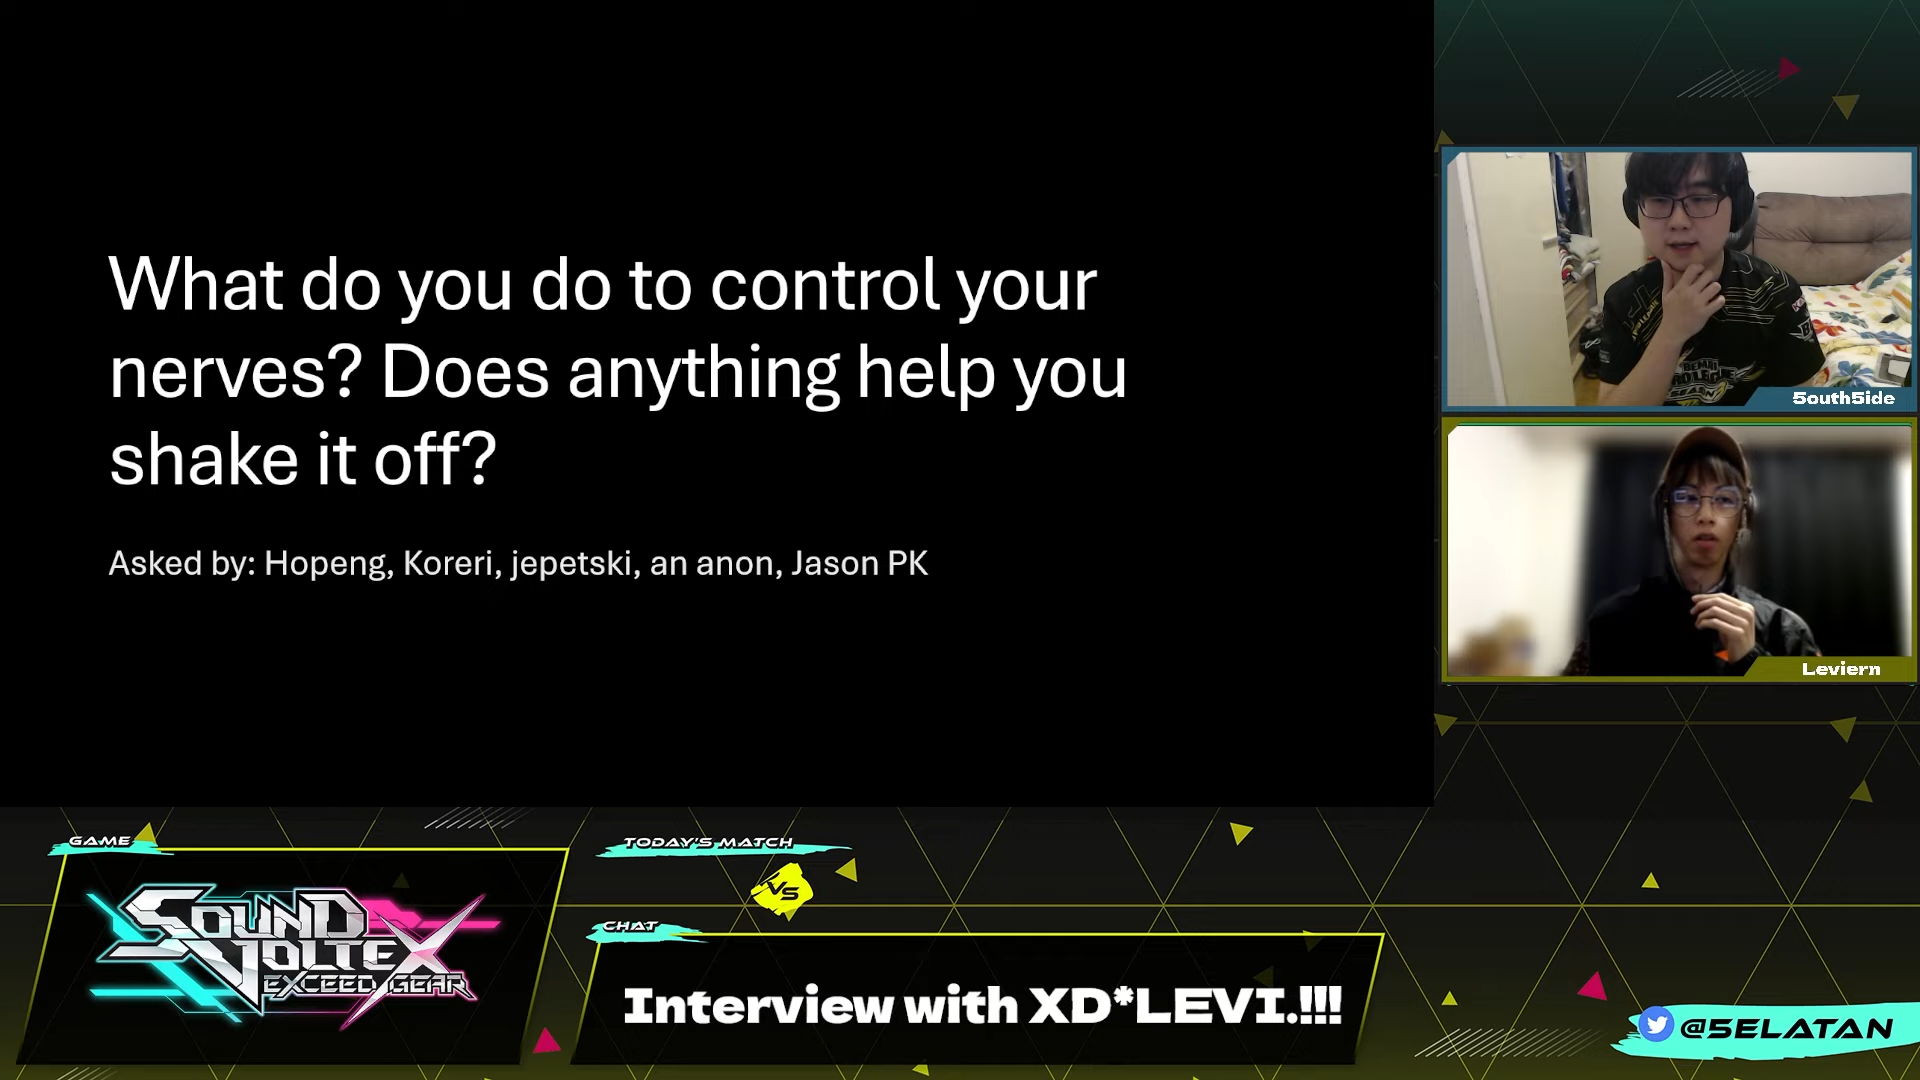 What do you do to control your
nerves? Does anything help you
shake it off?
Asked by: Hopeng, Koreri, jepetski, an anon, Jason PK
5outh5ide
Leviern
GAME
SOUND
VOLTEX
EXCEED GEAR
TODAY'S MATCH
VS
CHAT
Interview with XD*LEVI.!!!
@5ELATAN